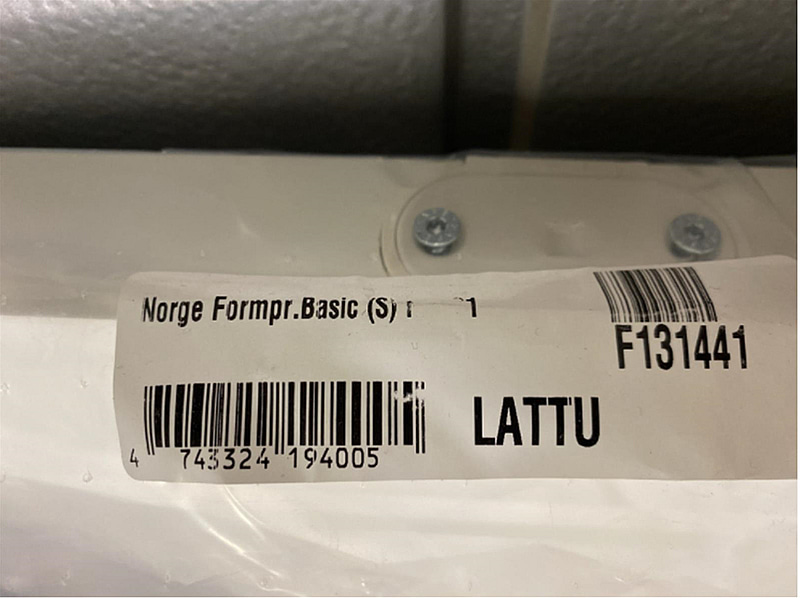 Norge Formpr.Basic (S)
F131441
LATTU
4 743324 194005